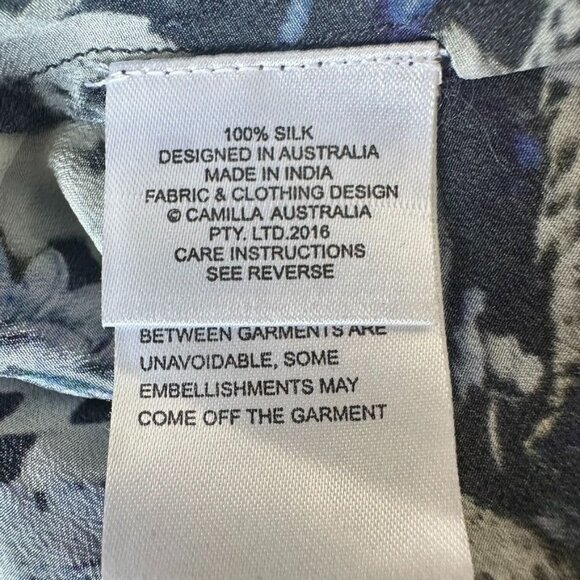 100% SILK
DESIGNED IN AUSTRALIA
MADE IN INDIA
FABRIC & CLOTHING DESIGN
© CAMILLA AUSTRALIA
PTY. LTD.2016
CARE INSTRUCTIONS
SEE REVERSE
BETWEEN GARMENTS ARE
UNAVOIDABLE, SOME
EMBELLISHMENTS MAY
COME OFF THE GARMENT